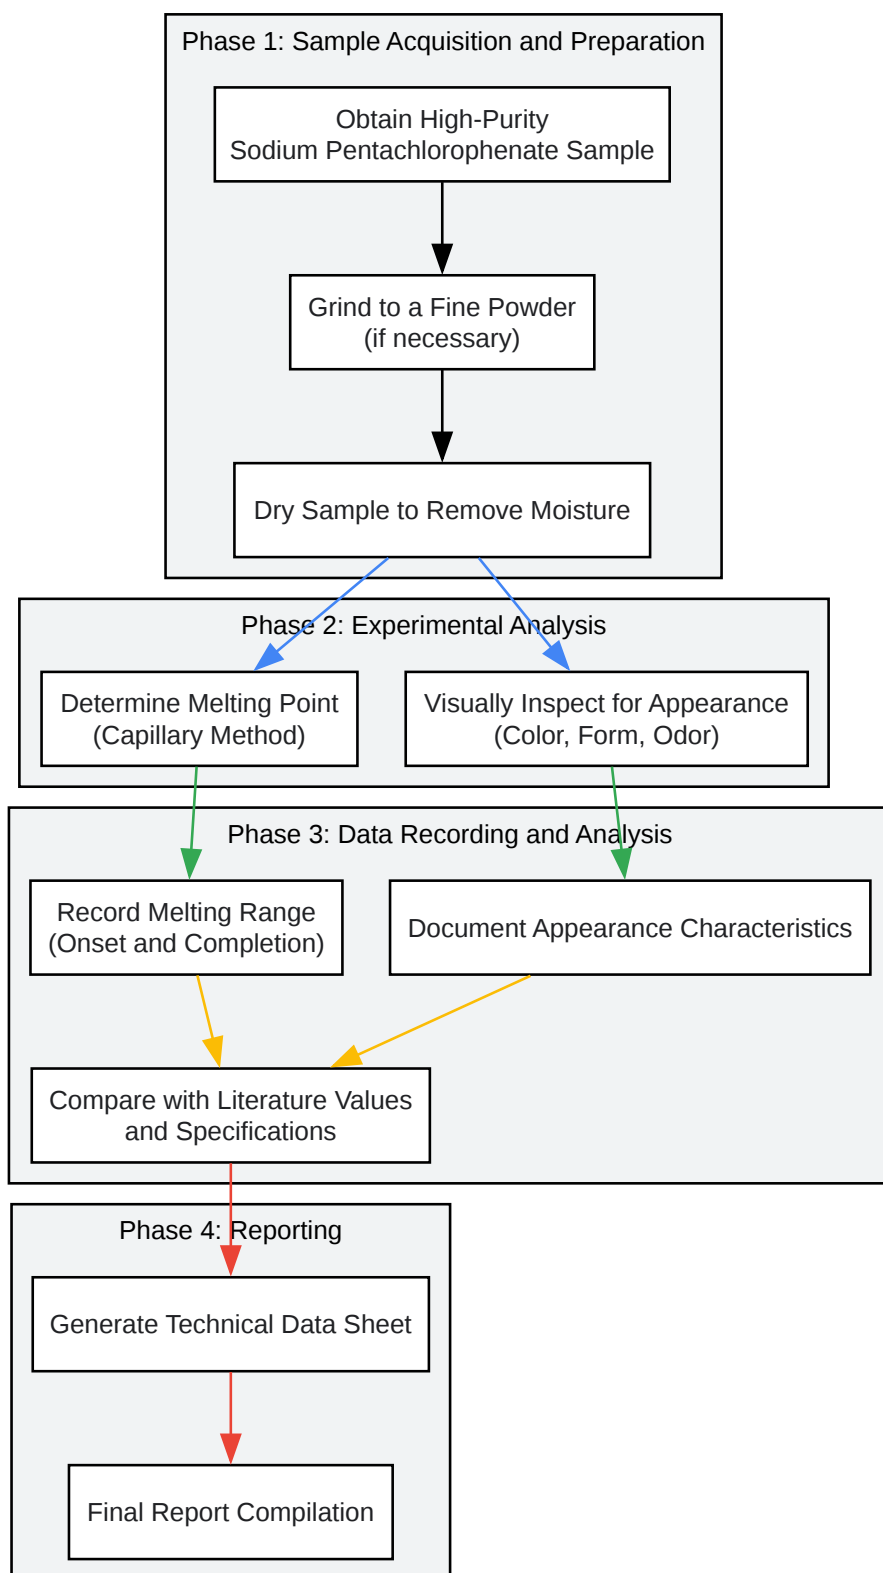 Phase 1: Sample Acquisition and Preparation
Obtain High-Purity
Sodium Pentachlorophenate Sample
Grind to a Fine Powder
(if necessary)
Dry Sample to Remove Moisture
Phase 2: Experimental Analysis
Determine Melting Point
(Capillary Method)
Visually Inspect for Appearance
(Color, Form, Odor)
Phase 3: Data Recording and Analysis
Record Melting Range
(Onset and Completion)
Document Appearance Characteristics
Compare with Literature Values
and Specifications
Phase 4: Reporting
Generate Technical Data Sheet
Final Report Compilation